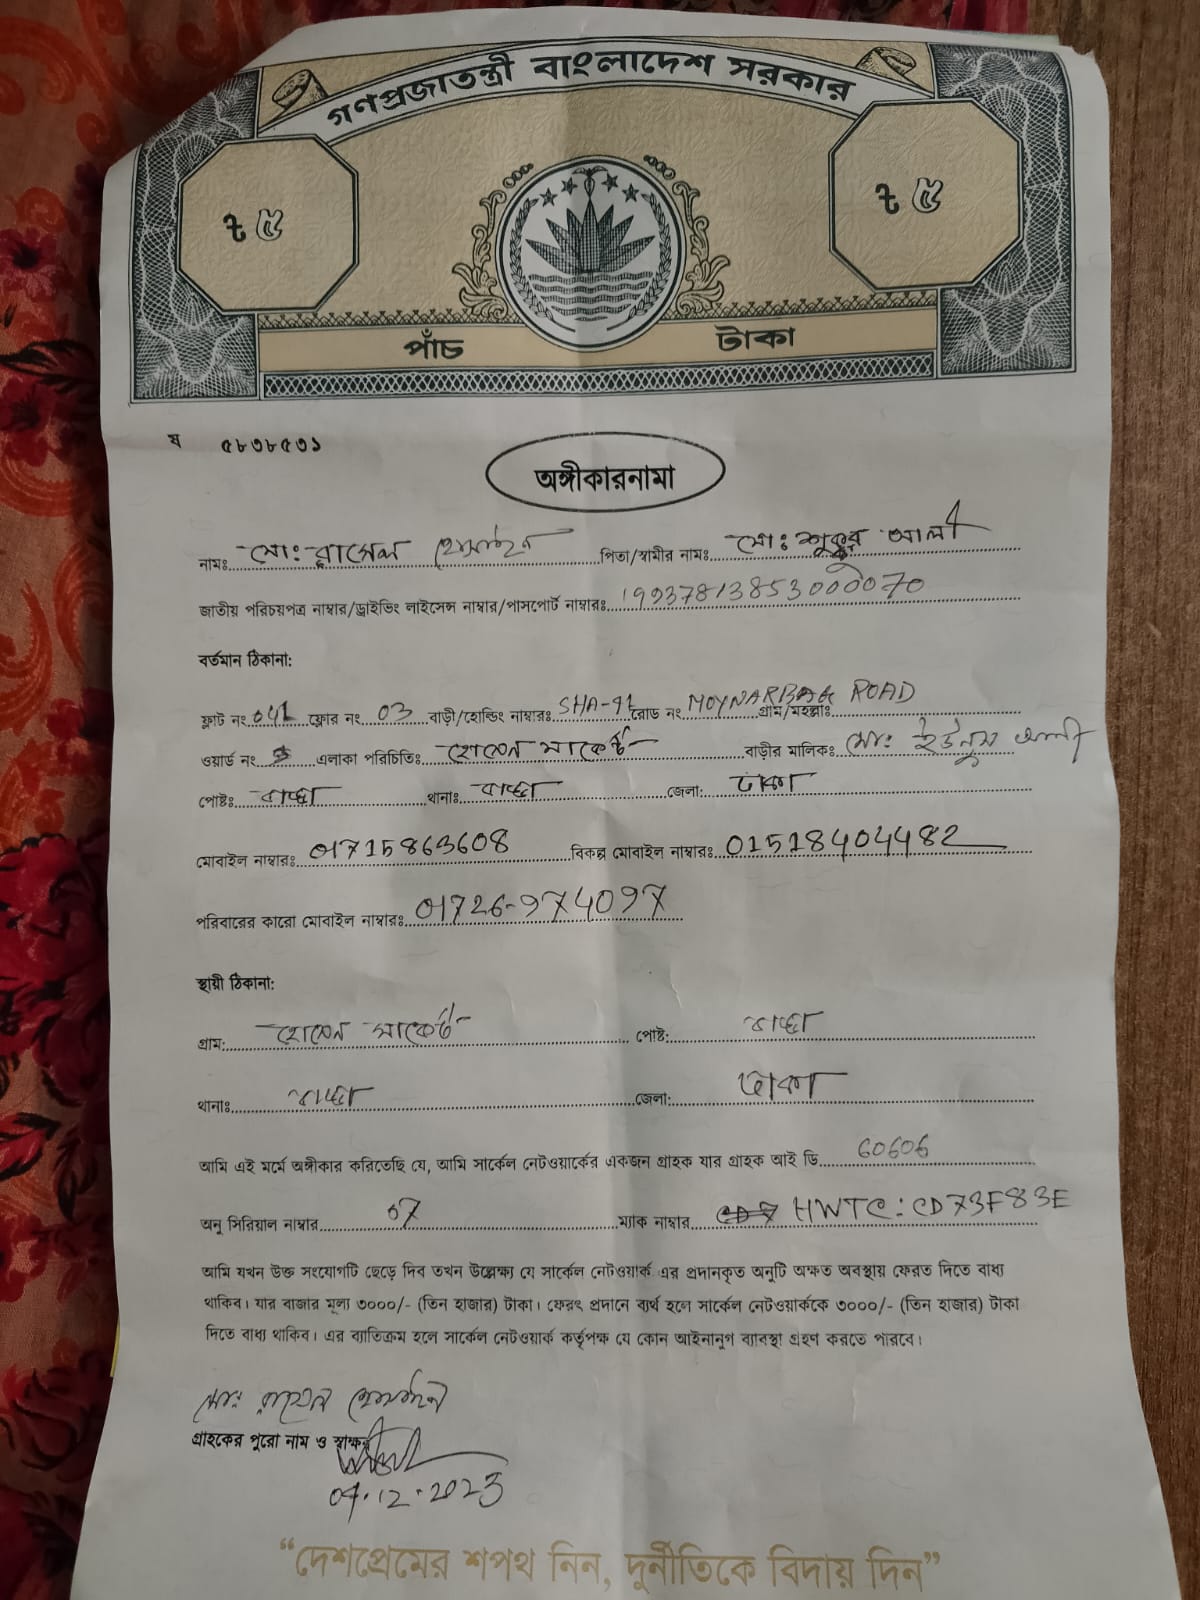 গণপ্রজাতন্ত্রী বাংলাদেশ সরকার
৳ ৫ ৳ ৫
পাঁচ টাকা
ষ ৫৮৩৮৫৩১
অঙ্গীকারনামা
নামঃ মোঃ রাসেল হোসাইন পিতা/স্বামীর নামঃ মোঃ শুক্কুর আলী
জাতীয় পরিচয়পত্র নাম্বার/ড্রাইভিং লাইসেন্স নাম্বার/পাসপোর্ট নাম্বারঃ 19937813853000070
বর্তমান ঠিকানা:
ফ্লাট নং 04L ফ্লোর নং 03 বাড়ী/হোল্ডিং নাম্বারঃ SHA-91 রোড নং MOYNARBAG ROAD গ্রাম/মহল্লাঃ
ওয়ার্ড নং এলাকা পরিচিতিঃ হোসেন মার্কেট বাড়ীর মালিকঃ মোঃ ইউনুস আলী
পোষ্টঃ বাড্ডা থানাঃ বাড্ডা জেলা: ঢাকা
মোবাইল নাম্বারঃ 01715863608 বিকল্প মোবাইল নাম্বারঃ 01518404482
পরিবারের কারো মোবাইল নাম্বারঃ 01726-974097
স্থায়ী ঠিকানা:
গ্রাম: হোসেন মার্কেট পোষ্ট: বাড্ডা
থানাঃ বাড্ডা জেলা: ঢাকা
আমি এই মর্মে অঙ্গীকার করিতেছি যে, আমি সার্কেল নেটওয়ার্কের একজন গ্রাহক যার গ্রাহক আই ডি 60606
অনু সিরিয়াল নাম্বার 07 ম্যাক নাম্বার HWTC:CD73F83E
আমি যখন উক্ত সংযোগটি ছেড়ে দিব তখন উল্লেক্ষ্য যে সার্কেল নেটওয়ার্ক এর প্রদানকৃত অনুটি অক্ষত অবস্থায় ফেরত দিতে বাধ্য
থাকিব। যার বাজার মূল্য ৩০০০/- (তিন হাজার) টাকা। ফেরৎ প্রদানে ব্যর্থ হলে সার্কেল নেটওয়ার্ককে ৩০০০/- (তিন হাজার) টাকা
দিতে বাধ্য থাকিব। এর ব্যতিক্রম হলে সার্কেল নেটওয়ার্ক কর্তৃপক্ষ যে কোন আইনানুগ ব্যাবস্থা গ্রহণ করতে পারবে।
মোঃ রাসেল হোসাইন
গ্রাহকের পুরো নাম ও স্বাক্ষর
04.12.2023
“দেশপ্রেমের শপথ নিন, দুর্নীতিকে বিদায় দিন”